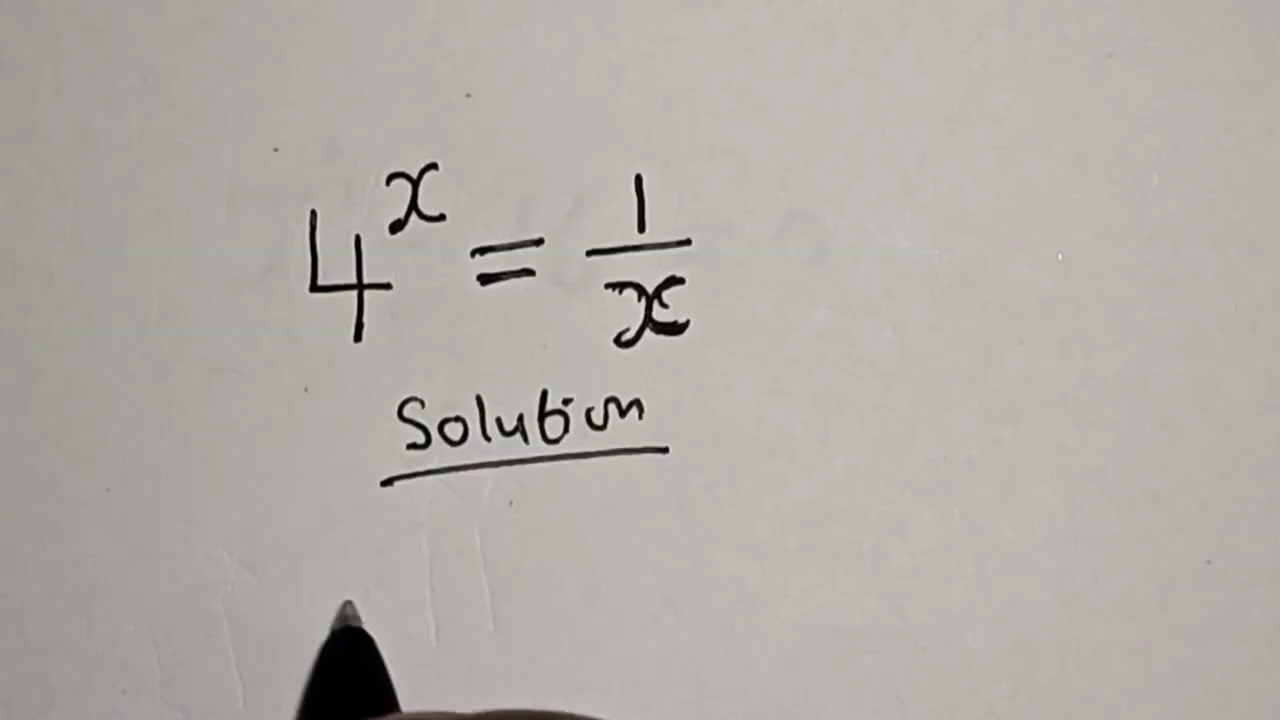 4^x = 1/x
Solution